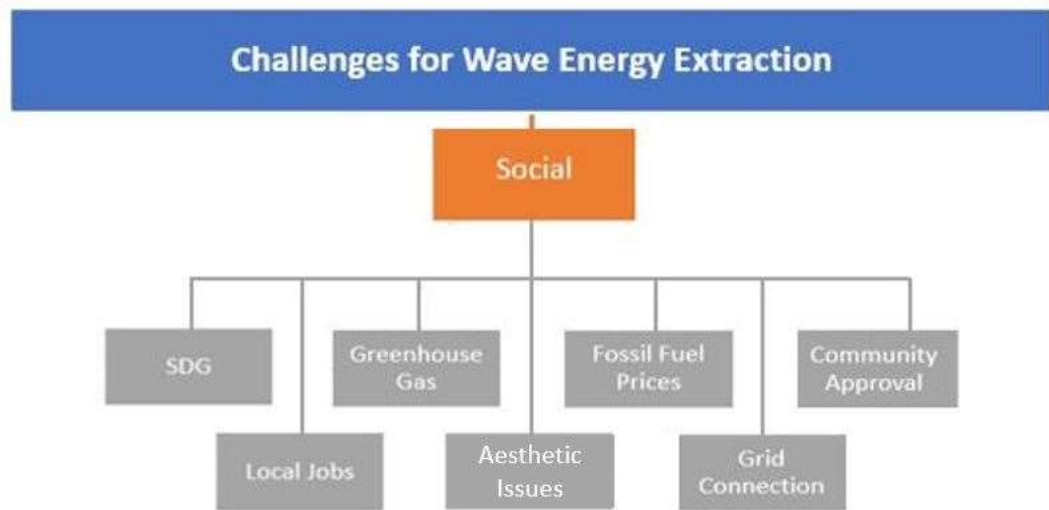 Challenges for Wave Energy Extraction
Social
SDG
Greenhouse
Gas
Fossil Fuel
Prices
Community
Approval
Local Jobs
Aesthetic
Issues
Grid
Connection